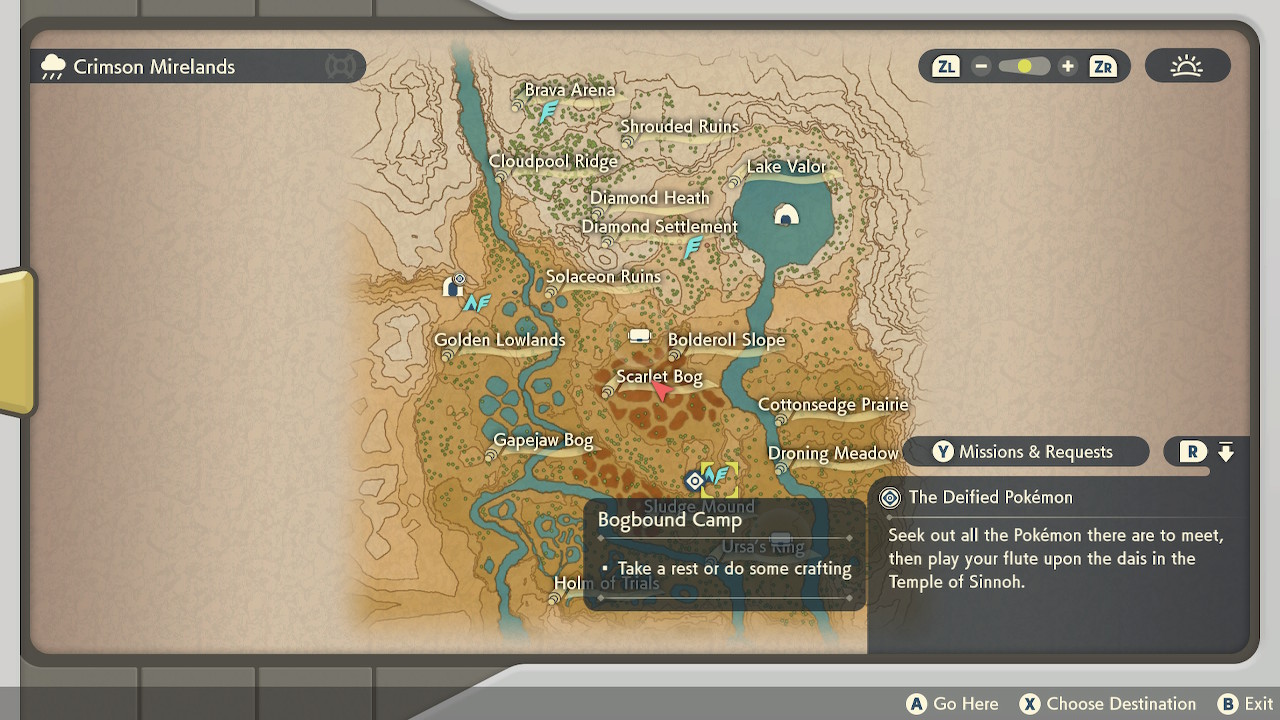 Crimson Mirelands
ZL - + ZR
Brava Arena
Shrouded Ruins
Cloudpool Ridge
Lake Valor
Diamond Heath
Diamond Settlement
Solaceon Ruins
Golden Lowlands
Bolderoll Slope
Scarlet Bog
Cottonsedge Prairie
Gapejaw Bog
Droning Meadow
Sludge Mound
Ursa's Ring
Holm of Trials
Bogbound Camp
· Take a rest or do some crafting
Y Missions & Requests
R
The Deified Pokémon
Seek out all the Pokémon there are to meet,
then play your flute upon the dais in the
Temple of Sinnoh.
A Go Here X Choose Destination B Exit